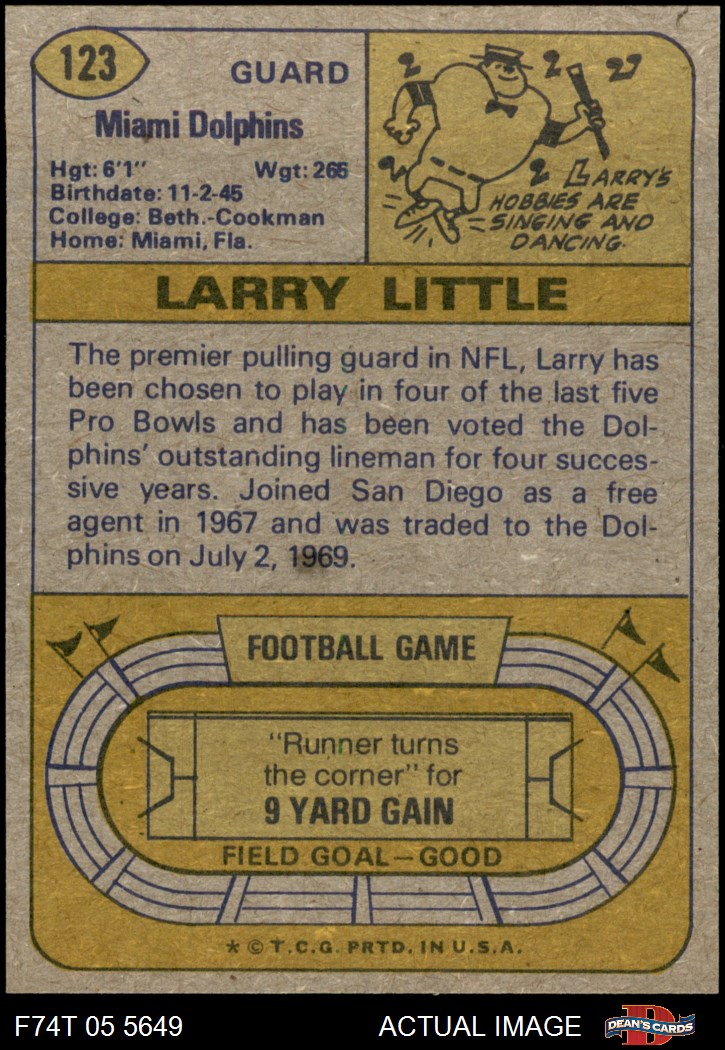 123
GUARD
Miami Dolphins
Hgt: 6'1" Wgt: 266
Birthdate: 11-2-45
College: Beth.-Cookman
Home: Miami, Fla.
LARRY'S
HOBBIES ARE
SINGING AND
DANCING.
LARRY LITTLE
The premier pulling guard in NFL, Larry has
been chosen to play in four of the last five
Pro Bowls and has been voted the Dol-
phins' outstanding lineman for four succes-
sive years. Joined San Diego as a free
agent in 1967 and was traded to the Dol-
phins on July 2, 1969.
FOOTBALL GAME
"Runner turns
the corner" for
9 YARD GAIN
FIELD GOAL—GOOD
* © T.C.G. PRTD. IN U.S.A.
F74T 05 5649 ACTUAL IMAGE
D
DEAN'S CARDS